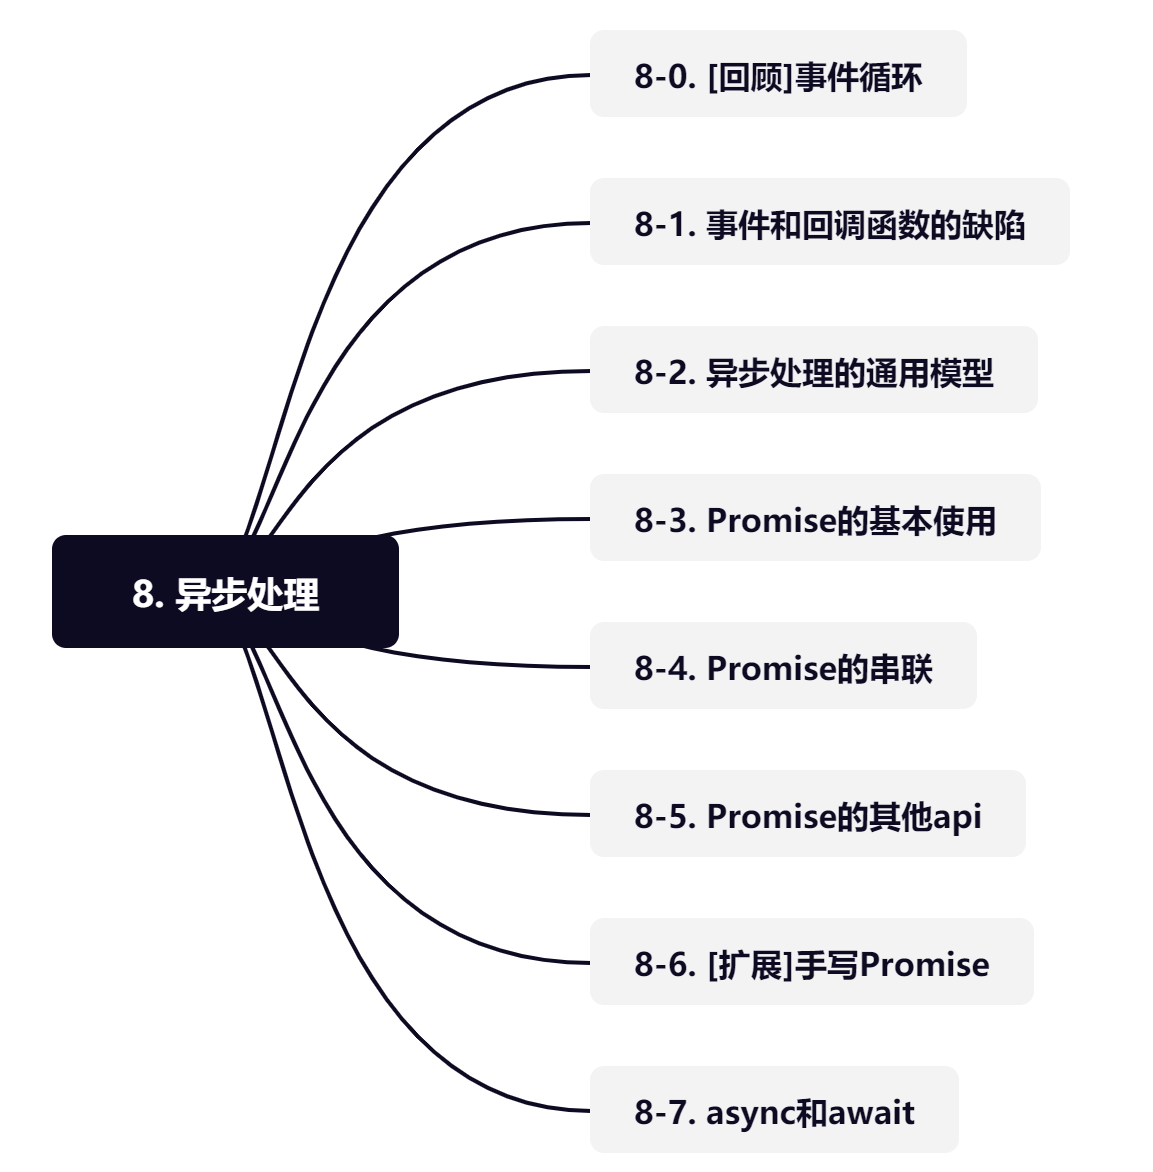 8. 异步处理
8-0. [回顾]事件循环
8-1. 事件和回调函数的缺陷
8-2. 异步处理的通用模型
8-3. Promise的基本使用
8-4. Promise的串联
8-5. Promise的其他api
8-6. [扩展]手写Promise
8-7. async和await